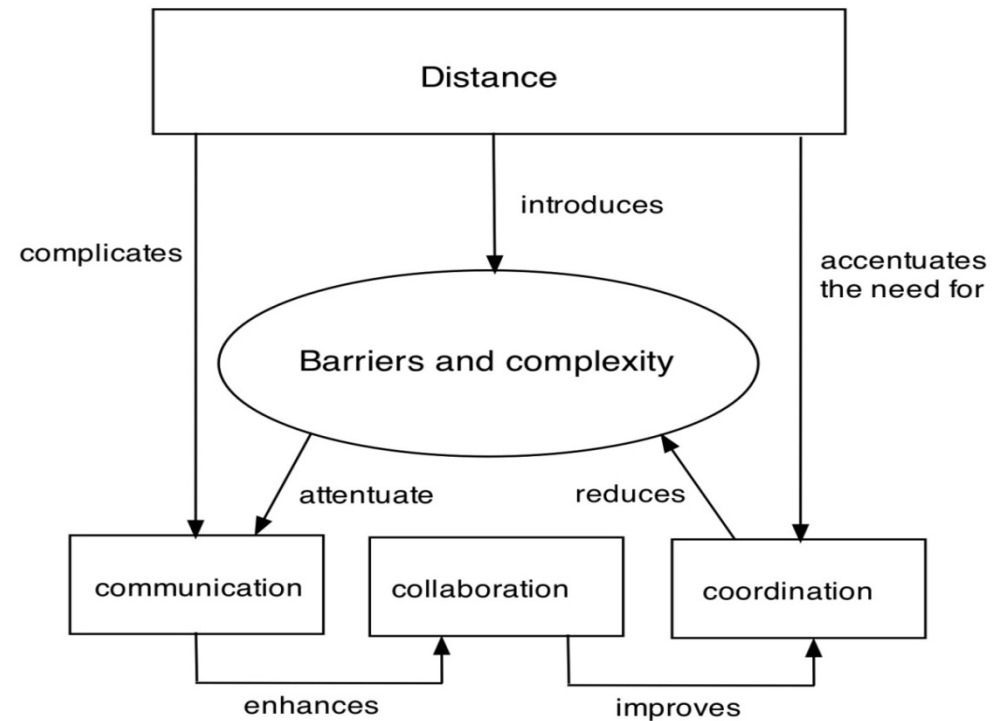 Distance
introduces
complicates
accentuates
the need for
Barriers and complexity
attentuate
reduces
communication
collaboration
coordination
enhances
improves